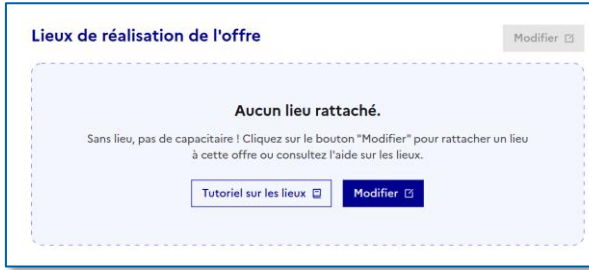 Lieux de réalisation de l'offre
Modifier
Aucun lieu rattaché.
Sans lieu, pas de capacitaire ! Cliquez sur le bouton "Modifier" pour rattacher un lieu
à cette offre ou consultez l'aide sur les lieux.
Tutoriel sur les lieux
Modifier